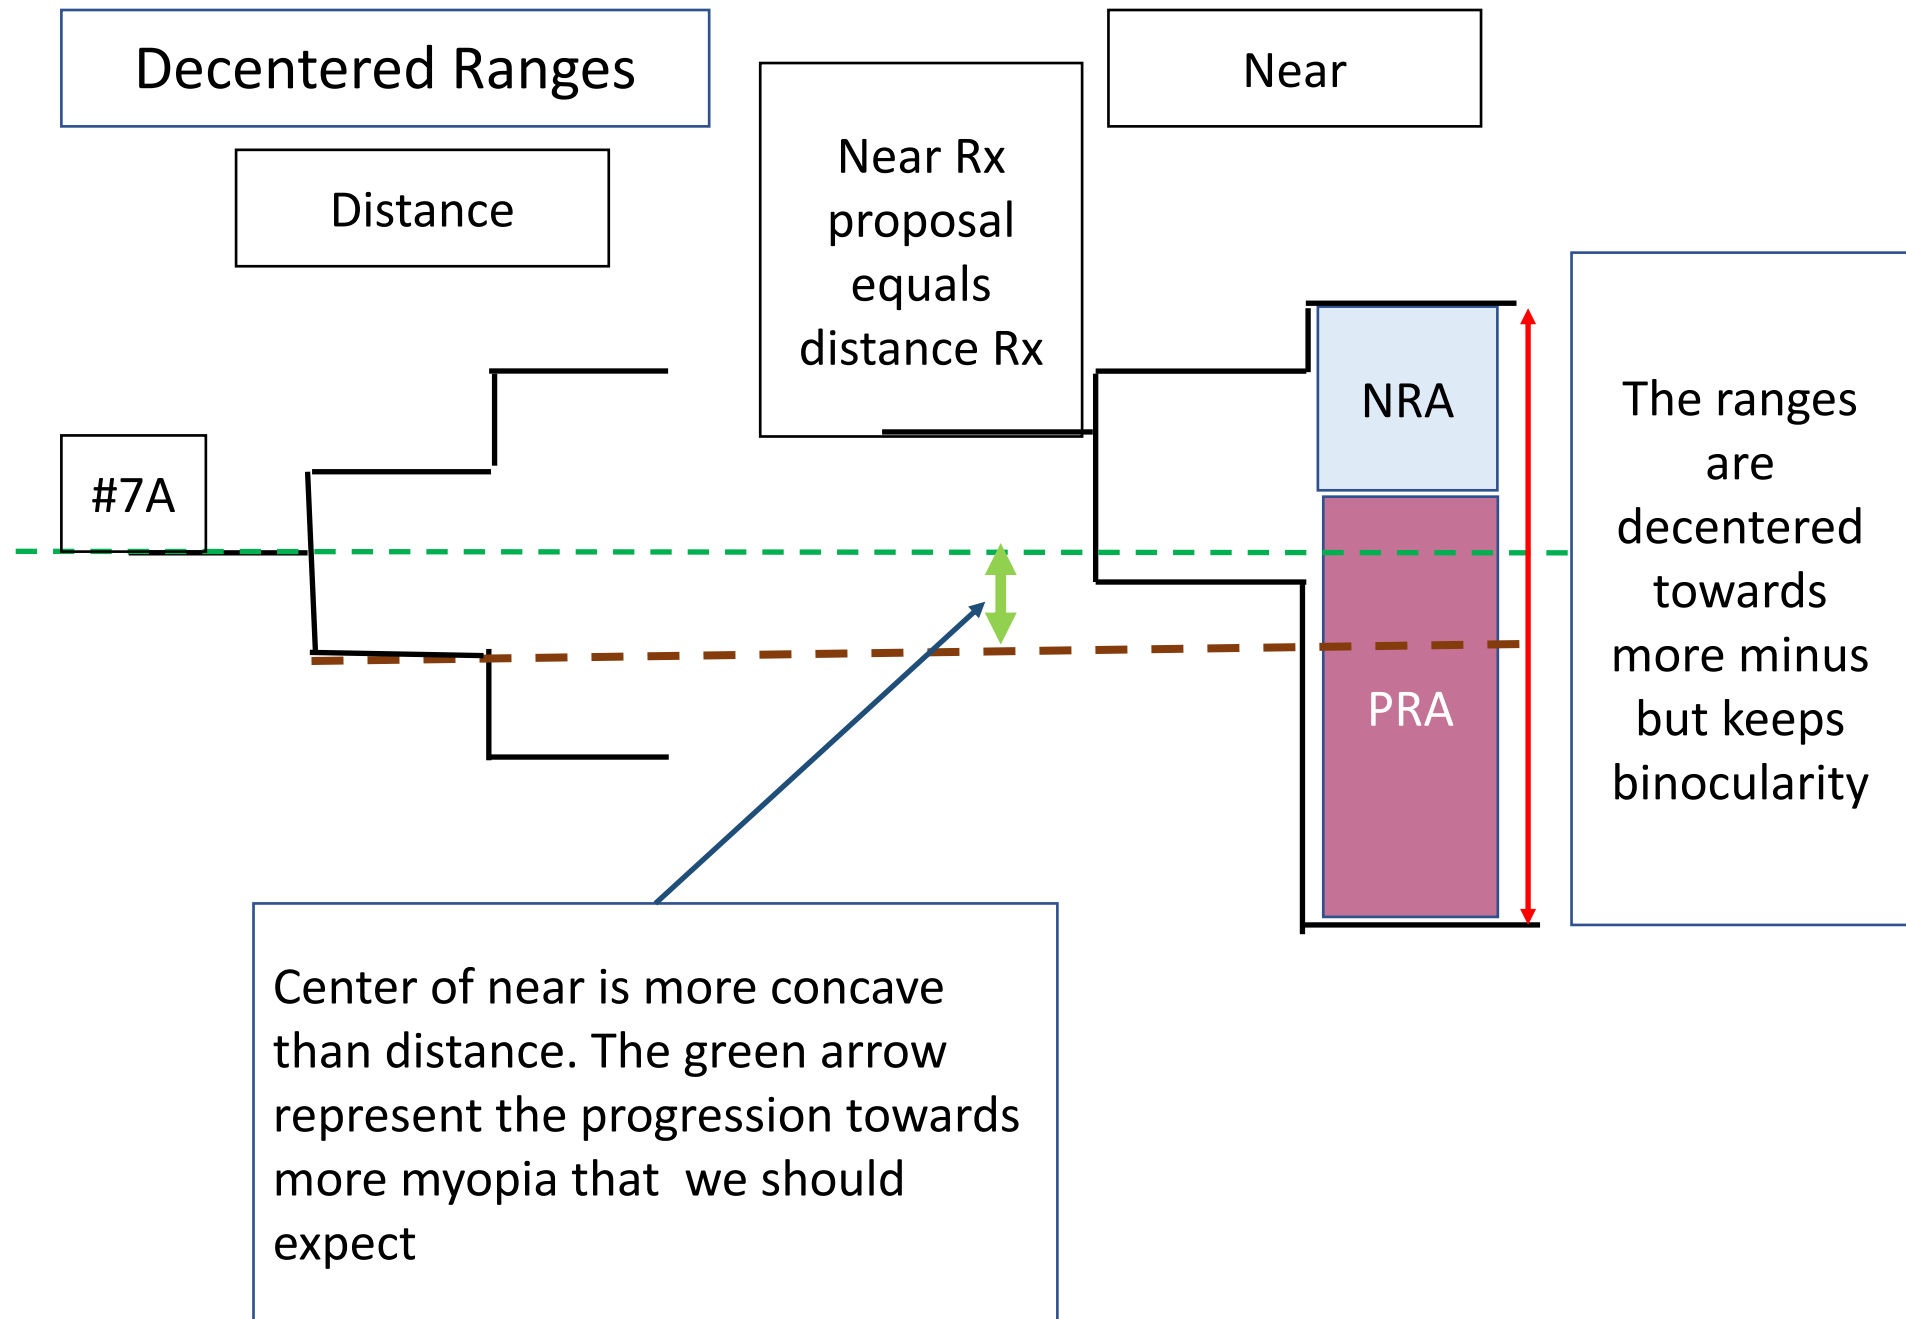 Decentered Ranges
Distance
Near Rx
proposal
equals
distance Rx
Near
#7A
NRA
PRA
The ranges
are
decentered
towards
more minus
but keeps
binocularity
Center of near is more concave
than distance. The green arrow
represent the progression towards
more myopia that  we should
expect